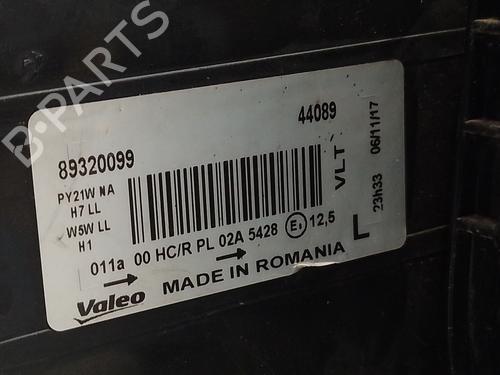 B-PARTS
89320099
44089
PY21W NA
H7 LL
W5W LL
H1
VLT
23h33 06/11/17
011a 00 HC/R PL 02A 5428 E1 12,5
L
Valeo MADE IN ROMANIA